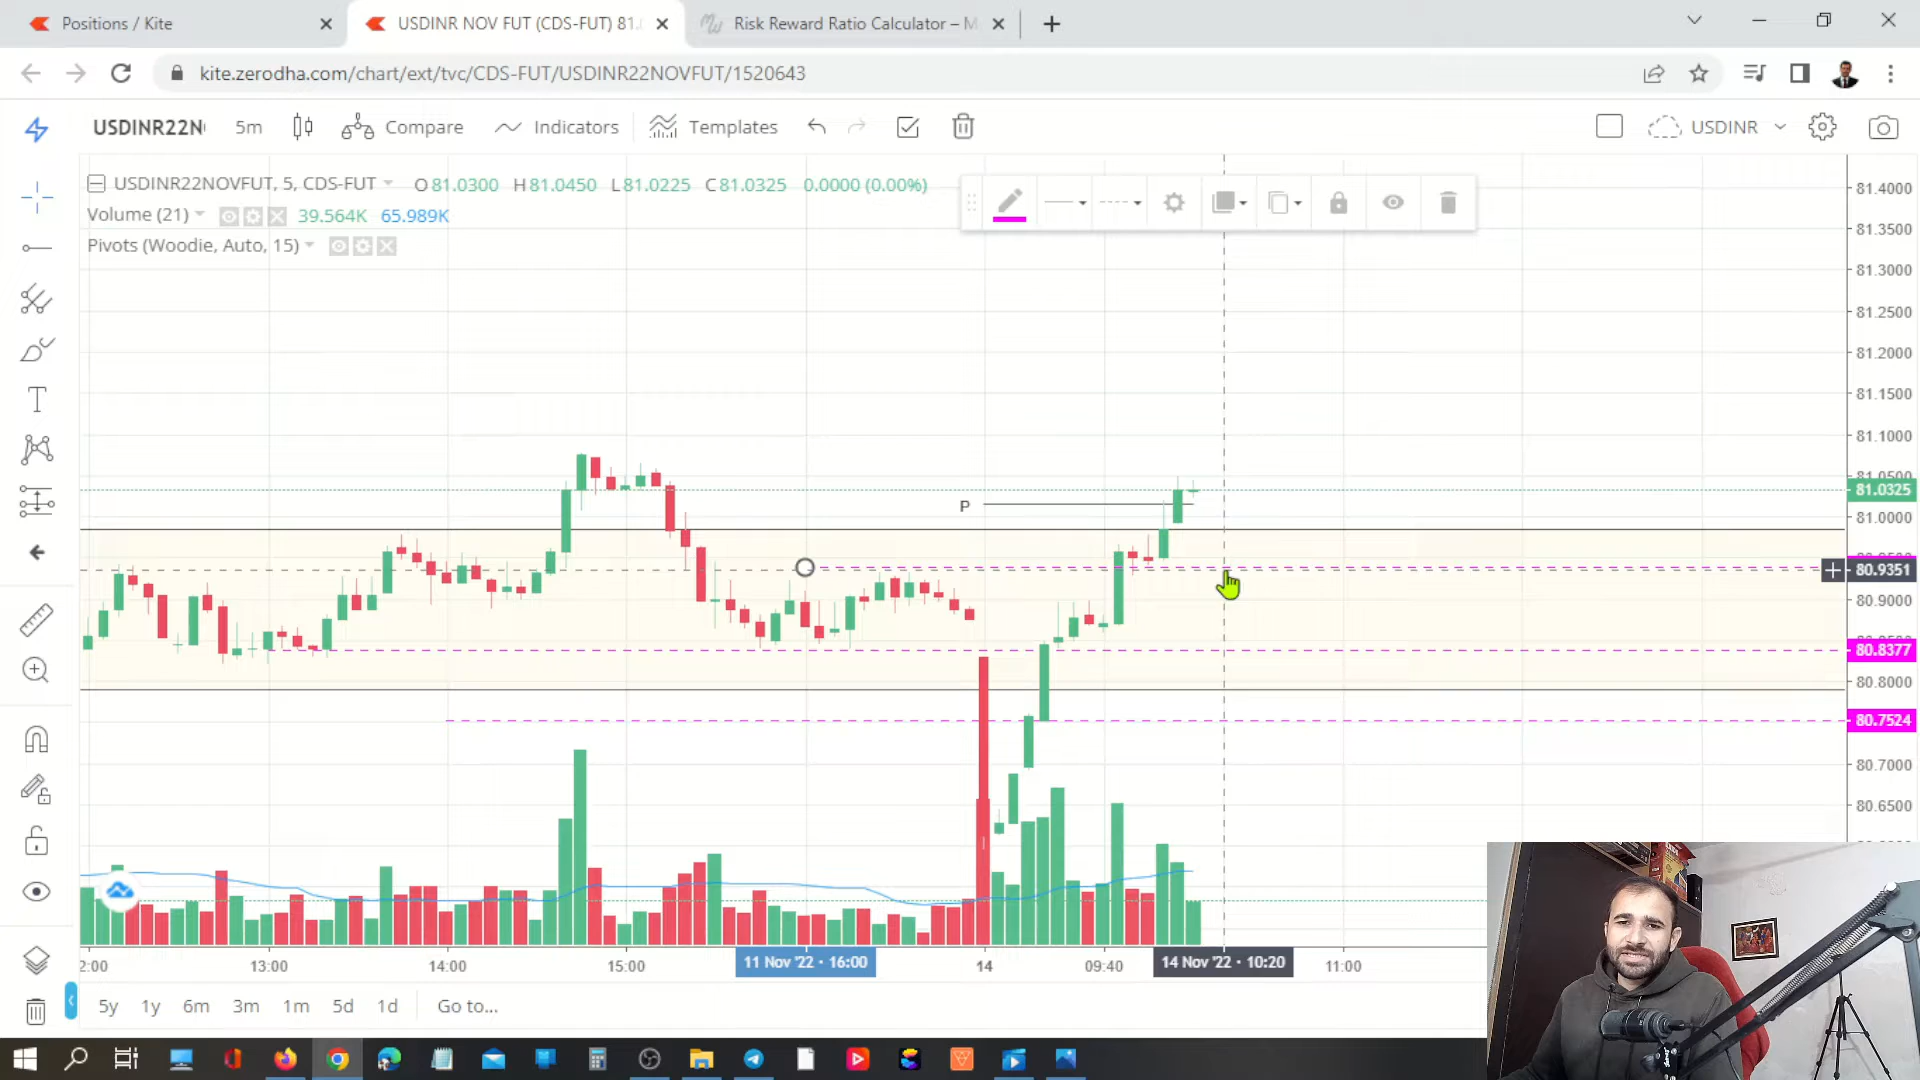 Positions / Kite
USDINR NOV FUT (CDS-FUT) 81.
Risk Reward Ratio Calculator – M
kite.zerodha.com/chart/ext/tvc/CDS-FUT/USDINR22NOVFUT/1520643
USDINR22N
5m
Compare
Indicators
Templates
USDINR
USDINR22NOVFUT, 5, CDS-FUT
O81.0300 H81.0450 L81.0225 C81.0325 0.0000 (0.00%)
Volume (21)
39.564K 65.989K
Pivots (Woodie, Auto, 15)
P
81.4000
81.3500
81.3000
81.2500
81.2000
81.1500
81.1000
81.0500
81.0325
81.0000
80.9351
80.9000
80.8377
80.8000
80.7524
80.7000
80.6500
2:00
13:00
14:00
15:00
11 Nov '22 · 16:00
14
09:40
14 Nov '22 · 10:20
11:00
5y 1y 6m 3m 1m 5d 1d Go to...